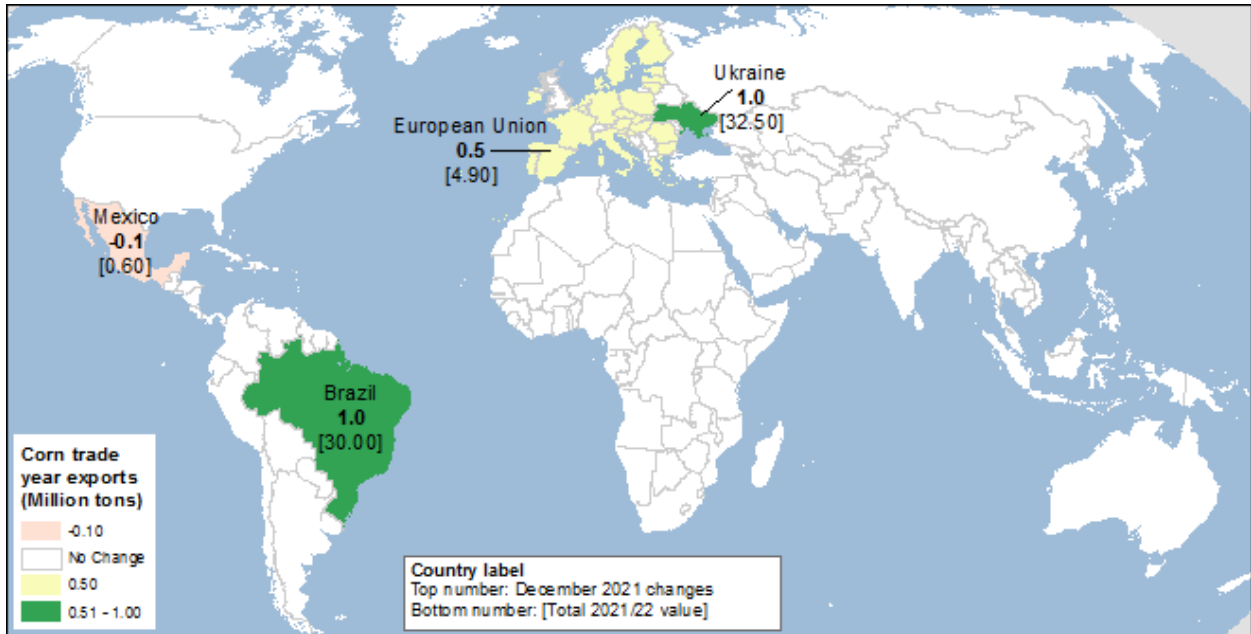 Ukraine
1.0
[32.50]
European Union
0.5
[4.90]
Mexico
-0.1
[0.60]
Brazil
1.0
[30.00]
Corn trade
year exports
(Million tons)
-0.10
No Change
0.50
0.51 - 1.00
Country label
Top number: December 2021 changes
Bottom number: [Total 2021/22 value]